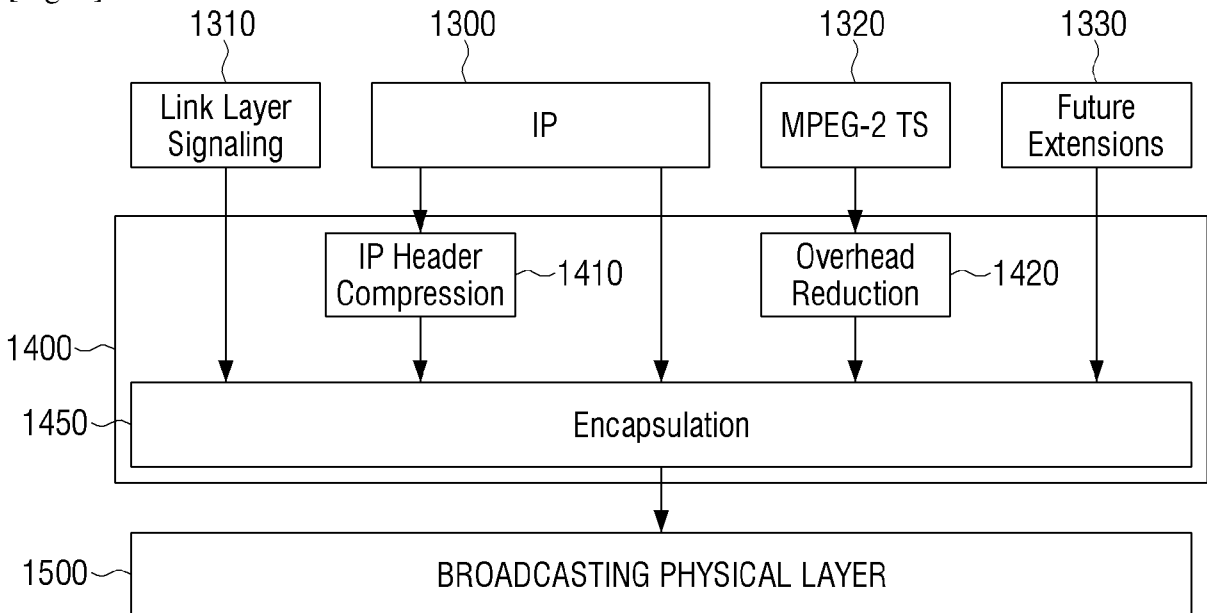 1310
1300
1320
1330
Link Layer
Signaling
IP
MPEG-2 TS
Future
Extensions
IP Header
Compression
1410
Overhead
Reduction
1420
1400
1450
Encapsulation
1500
BROADCASTING PHYSICAL LAYER